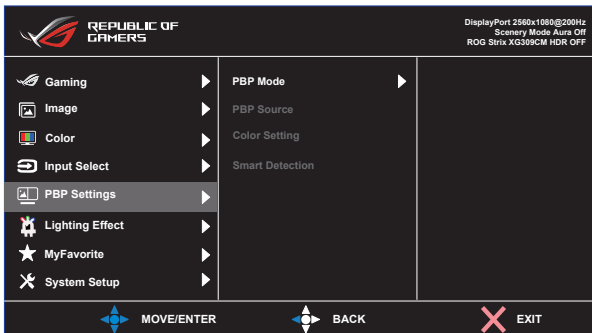 REPUBLIC OF
GAMERS
DisplayPort 2560x1080@200Hz
Scenery Mode Aura Off
ROG Strix XG309CM HDR OFF
Gaming
Image
Color
Input Select
PBP Settings
Lighting Effect
MyFavorite
System Setup
PBP Mode
PBP Source
Color Setting
Smart Detection
MOVE/ENTER
BACK
EXIT